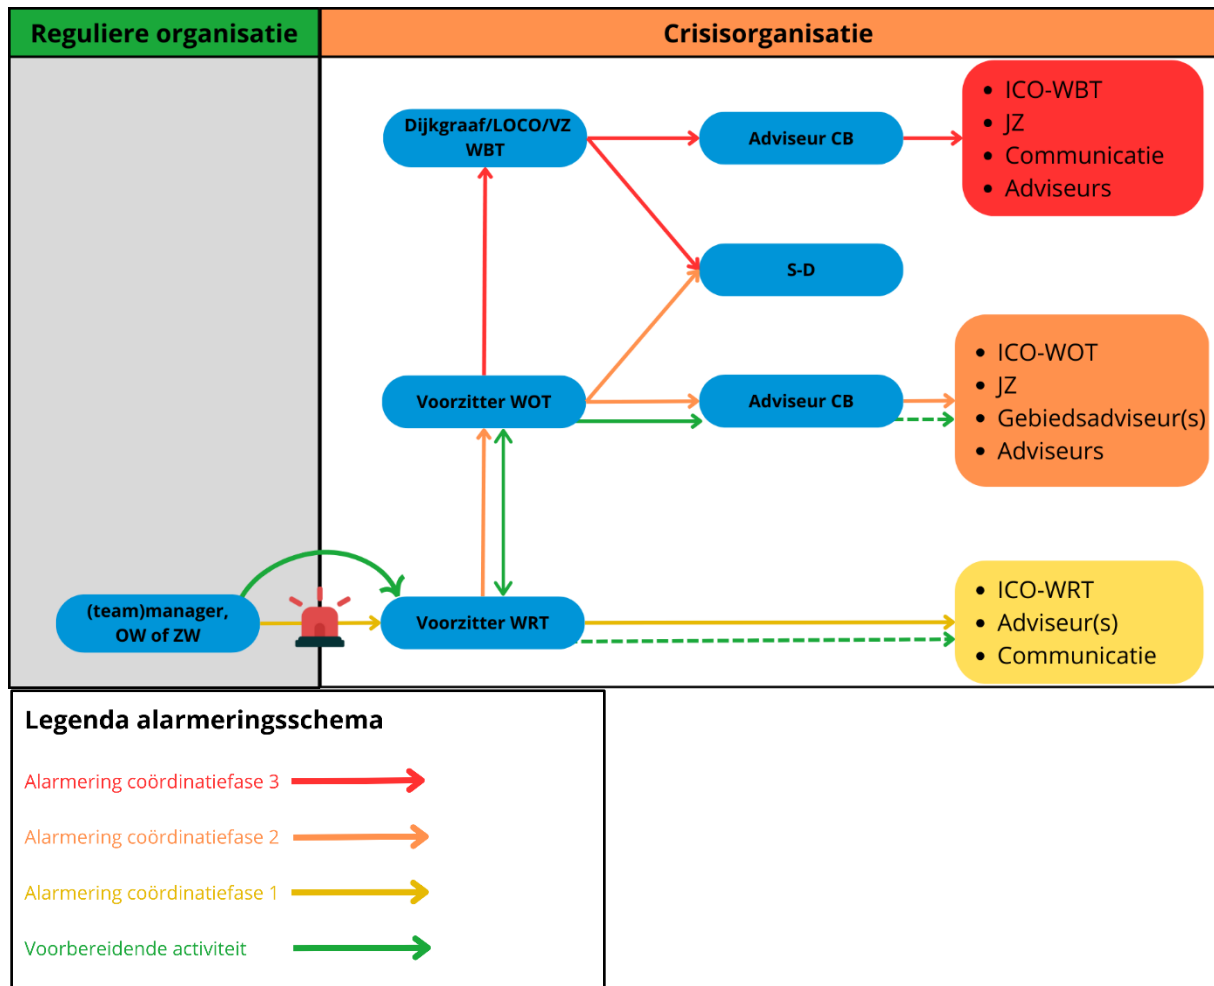 Reguliere organisatie
Crisisorganisatie
Dijkgraaf/LOCO/VZ
WBT
Adviseur CB
• ICO-WBT
• JZ
• Communicatie
• Adviseurs
S-D
Voorzitter WOT
Adviseur CB
• ICO-WOT
• JZ
• Gebiedsadviseur(s)
• Adviseurs
(team)manager,
OW of ZW
Voorzitter WRT
• ICO-WRT
• Adviseur(s)
• Communicatie
Legenda alarmeringsschema
Alarmering coördinatiefase 3
Alarmering coördinatiefase 2
Alarmering coördinatiefase 1
Voorbereidende activiteit